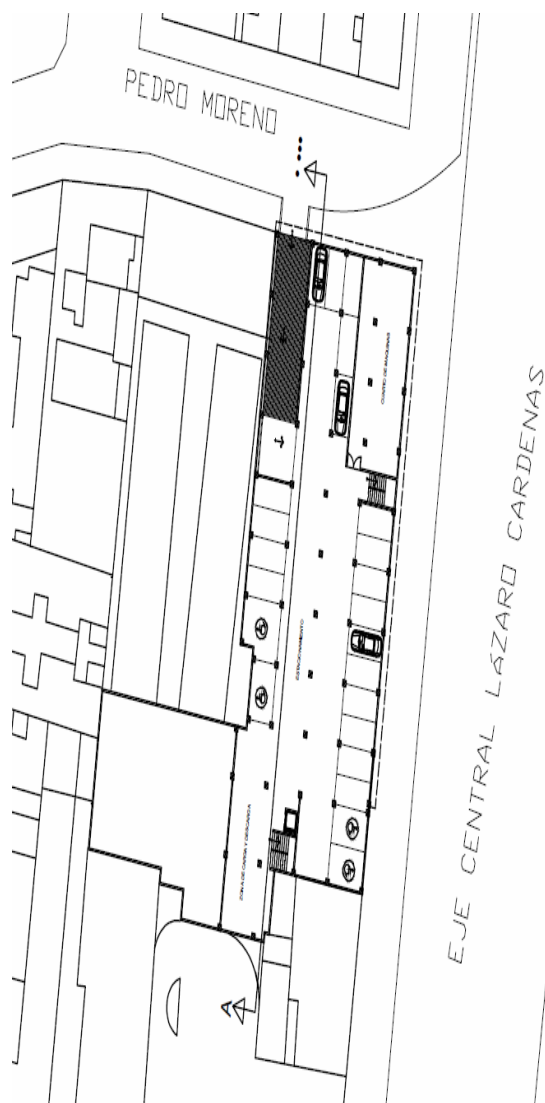 PEDRO MORENO
CUARTO DE MAQUINAS
ESTACIONAMIENTO
ZONA DE CARGA Y DESCARGA
EJE CENTRAL LÁZARO CARDENAS
A